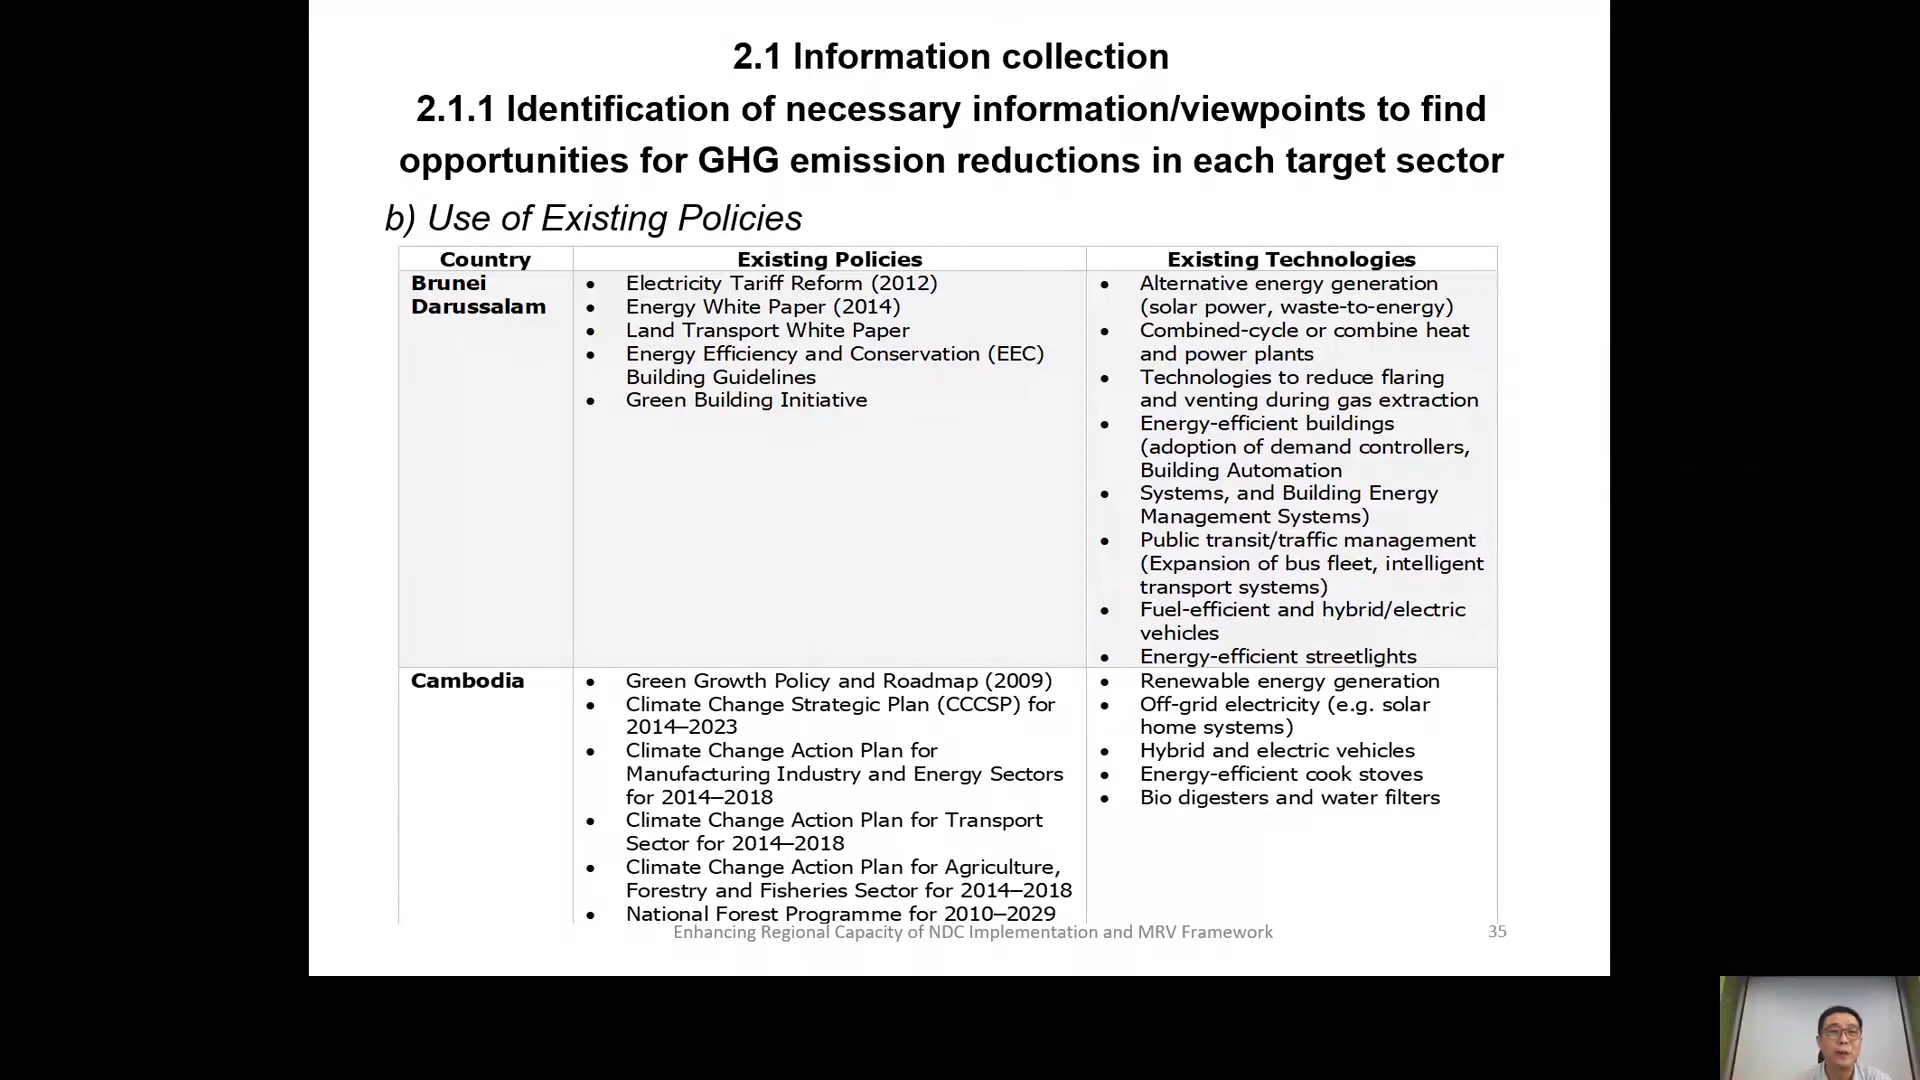 2.1 Information collection
2.1.1 Identification of necessary information/viewpoints to find
opportunities for GHG emission reductions in each target sector
b) Use of Existing Policies
Country
Existing Policies
Existing Technologies
Brunei
Darussalam
• Electricity Tariff Reform (2012)
• Energy White Paper (2014)
• Land Transport White Paper
• Energy Efficiency and Conservation (EEC)
Building Guidelines
• Green Building Initiative
• Alternative energy generation
(solar power, waste-to-energy)
• Combined-cycle or combine heat
and power plants
• Technologies to reduce flaring
and venting during gas extraction
• Energy-efficient buildings
(adoption of demand controllers,
Building Automation
• Systems, and Building Energy
Management Systems)
• Public transit/traffic management
(Expansion of bus fleet, intelligent
transport systems)
• Fuel-efficient and hybrid/electric
vehicles
• Energy-efficient streetlights
Cambodia
• Green Growth Policy and Roadmap (2009)
• Climate Change Strategic Plan (CCCSP) for
2014–2023
• Climate Change Action Plan for
Manufacturing Industry and Energy Sectors
for 2014–2018
• Climate Change Action Plan for Transport
Sector for 2014–2018
• Climate Change Action Plan for Agriculture,
Forestry and Fisheries Sector for 2014–2018
• National Forest Programme for 2010–2029
• Renewable energy generation
• Off-grid electricity (e.g. solar
home systems)
• Hybrid and electric vehicles
• Energy-efficient cook stoves
• Bio digesters and water filters
Enhancing Regional Capacity of NDC Implementation and MRV Framework
35